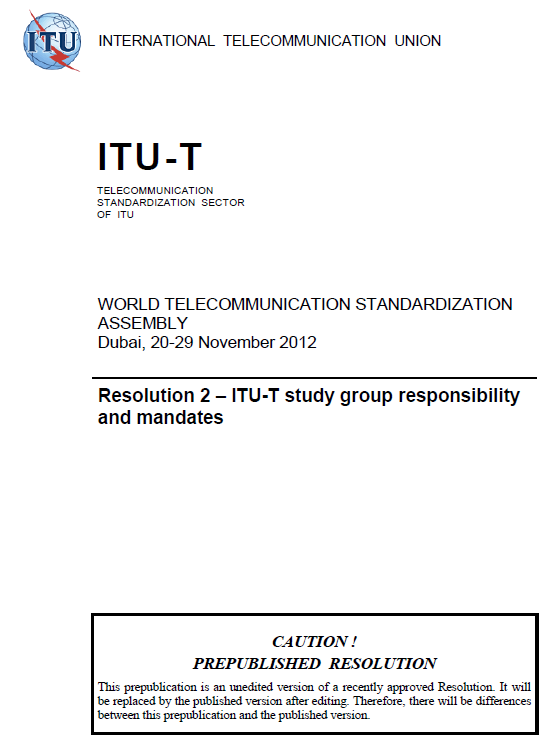 ITU
INTERNATIONAL TELECOMMUNICATION UNION
ITU-T
TELECOMMUNICATION
STANDARDIZATION SECTOR
OF ITU
WORLD TELECOMMUNICATION STANDARDIZATION
ASSEMBLY
Dubai, 20-29 November 2012
Resolution 2 – ITU-T study group responsibility
and mandates
CAUTION !
PREPUBLISHED RESOLUTION
This prepublication is an unedited version of a recently approved Resolution. It will
be replaced by the published version after editing. Therefore, there will be differences
between this prepublication and the published version.